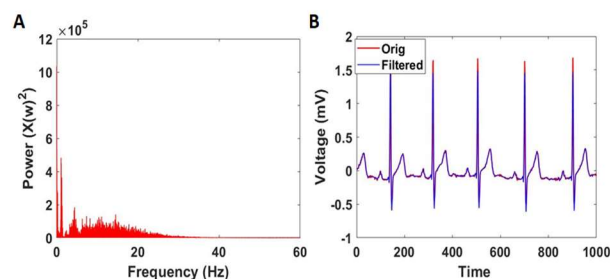 A
×10⁵
12
10
8
6
4
2
0
0 20 40 60
Power (X(w)²)
Frequency (Hz)
B
Orig
Filtered
2
1.5
1
0.5
0
-0.5
-1
0 200 400 600 800 1000
Voltage (mV)
Time